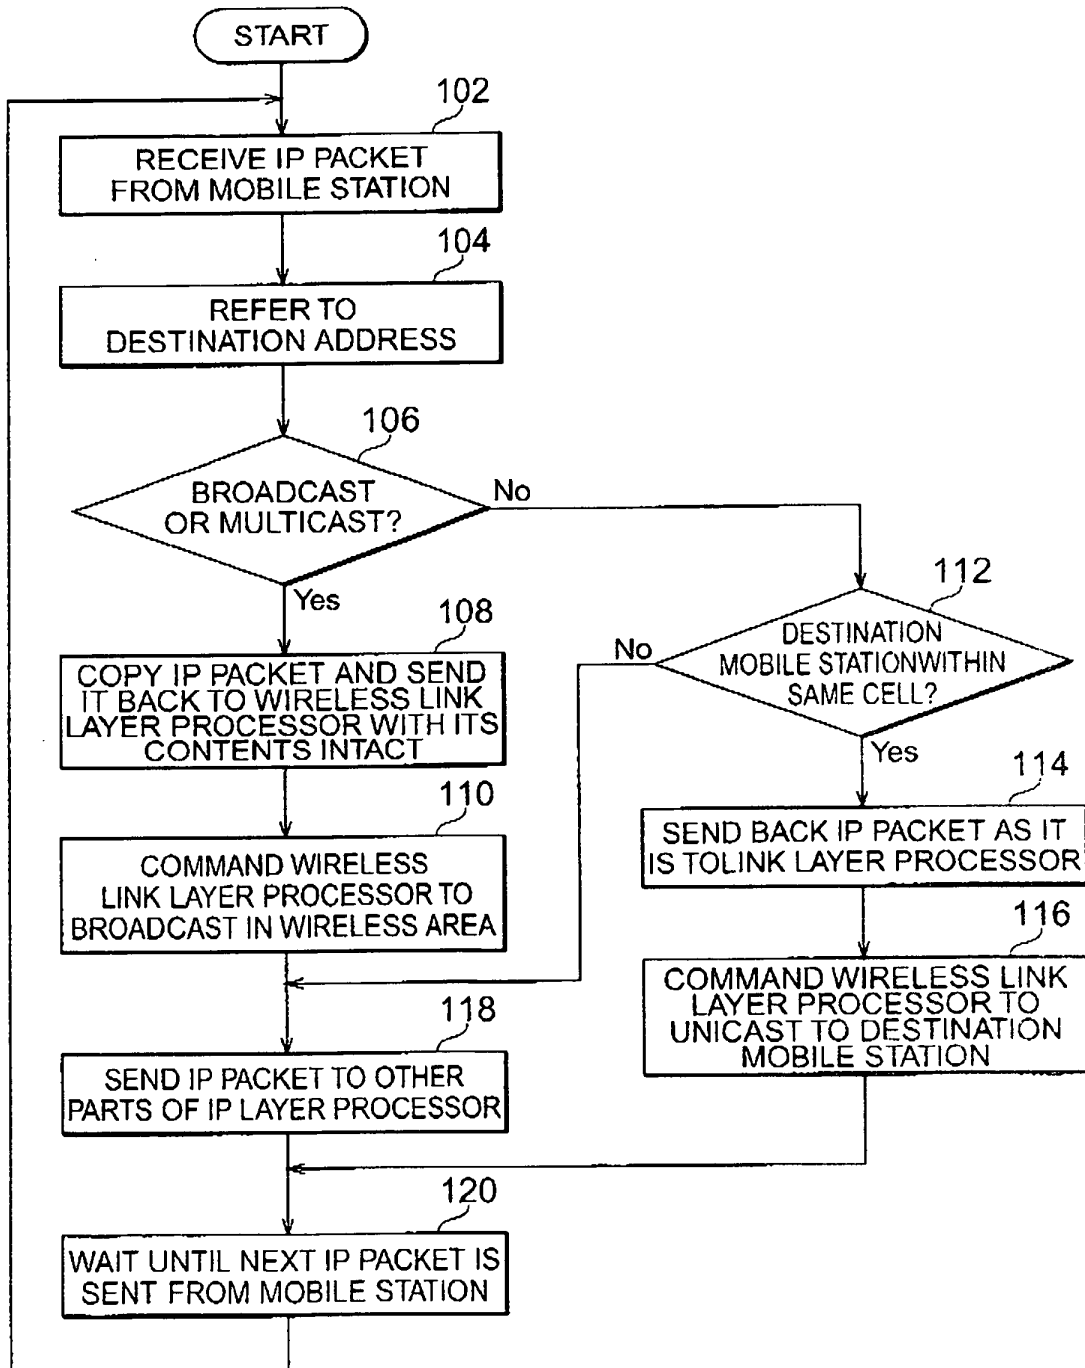 START
102
RECEIVE IP PACKET
FROM MOBILE STATION
104
REFER TO
DESTINATION ADDRESS
106
BROADCAST
OR MULTICAST?
No
Yes
108
COPY IP PACKET AND SEND
IT BACK TO WIRELESS LINK
LAYER PROCESSOR WITH ITS
CONTENTS INTACT
110
COMMAND WIRELESS
LINK LAYER PROCESSOR TO
BROADCAST IN WIRELESS AREA
112
DESTINATION
MOBILE STATIONWITHIN
SAME CELL?
No
Yes
114
SEND BACK IP PACKET AS IT
IS TOLINK LAYER PROCESSOR
116
COMMAND WIRELESS LINK
LAYER PROCESSOR TO
UNICAST TO DESTINATION
MOBILE STATION
118
SEND IP PACKET TO OTHER
PARTS OF IP LAYER PROCESSOR
120
WAIT UNTIL NEXT IP PACKET IS
SENT FROM MOBILE STATION